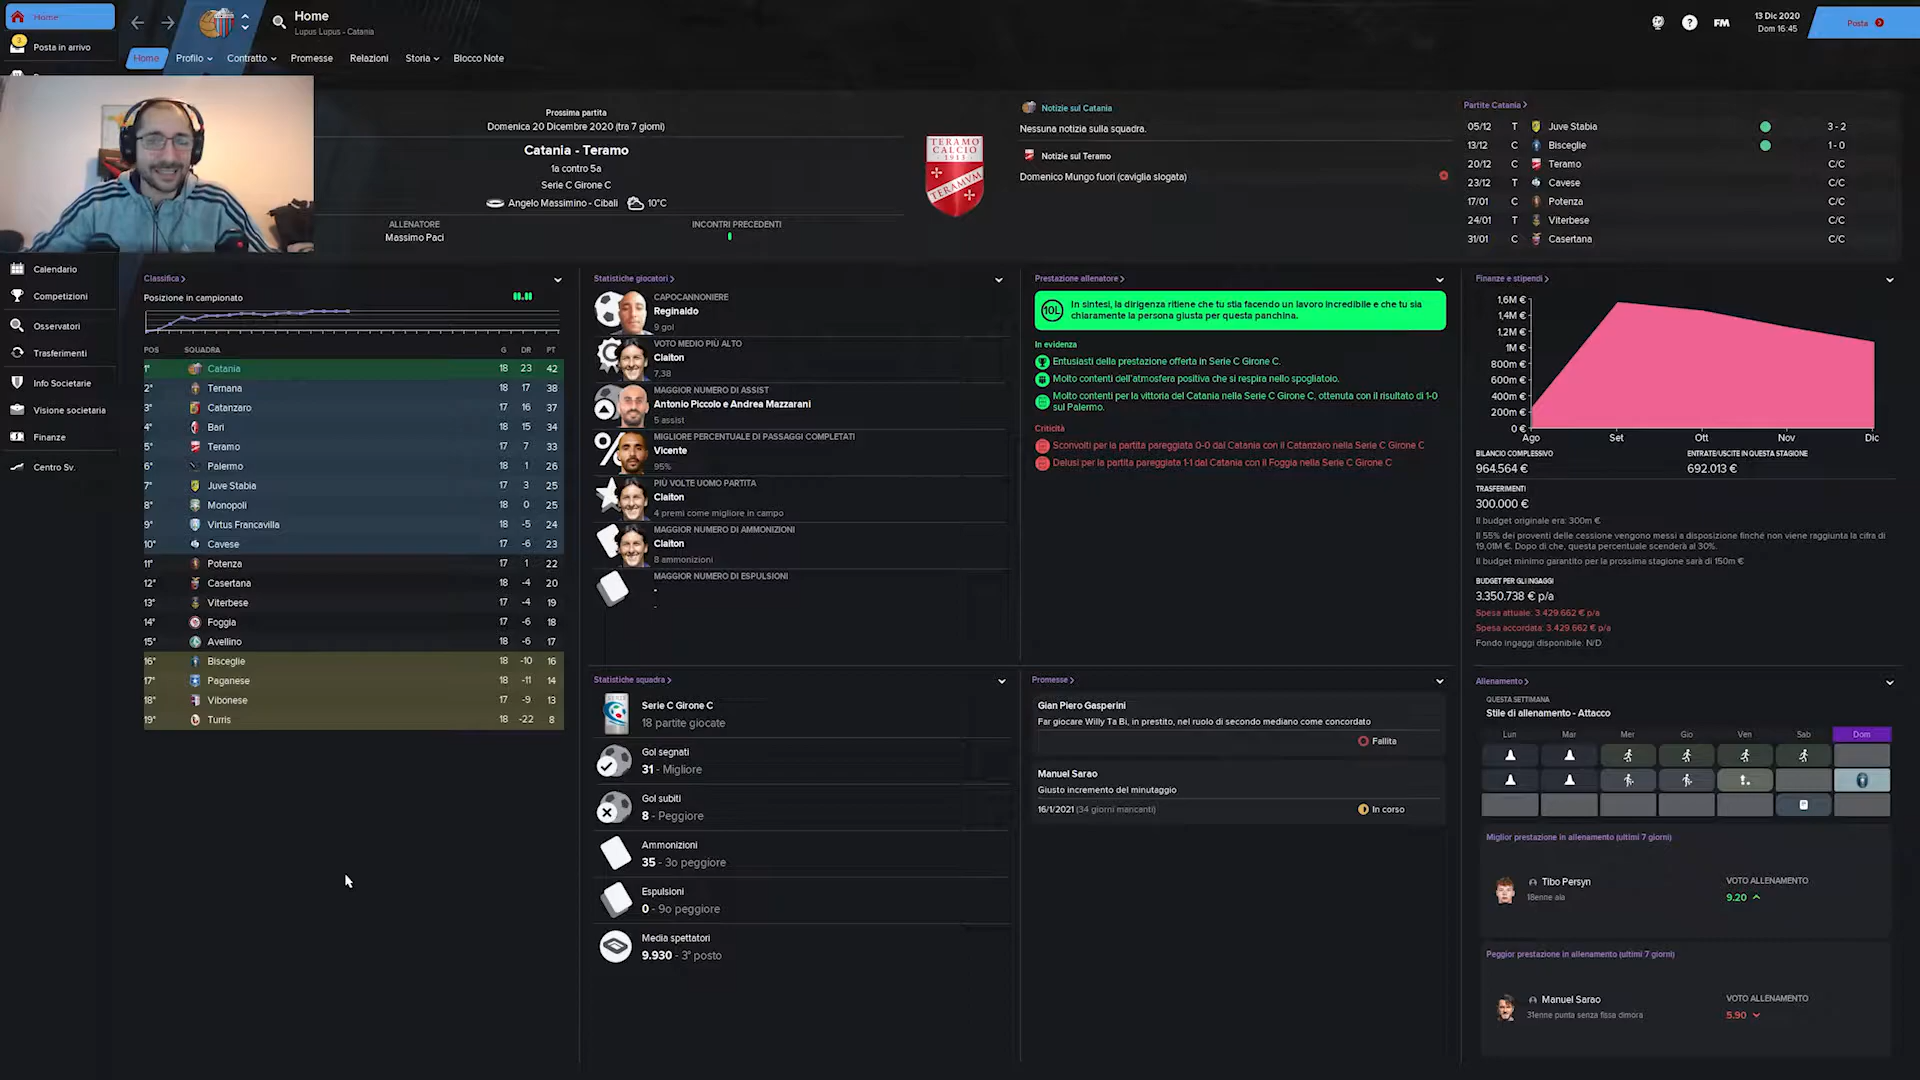 Home
Home
Lupus Lupus - Catania
FM
13 Dic 2020
Dom 16:45
Posta
3
Posta in arrivo
Home
Profilo
Contratto
Promesse
Relazioni
Storia
Blocco Note
Calendario
Competizioni
Osservatori
Trasferimenti
Info Societarie
Visione societaria
Finanze
Centro Sv.
Prossima partita
Domenica 20 Dicembre 2020 (tra 7 giorni)
Catania - Teramo
1a contro 5a
Serie C Girone C
Angelo Massimino - Cibali
10°C
ALLENATORE
Massimo Paci
INCONTRI PRECEDENTI
TERAMO
CALCIO
1913
TERAMVM
Notizie sul Catania
Nessuna notizia sulla squadra.
Notizie sul Teramo
Domenico Mungo fuori (caviglia slogata)
Partite Catania
05/12 T Juve Stabia 3 - 2
13/12 C Bisceglie 1 - 0
20/12 C Teramo C/C
23/12 T Cavese C/C
17/01 C Potenza C/C
24/01 T Viterbese C/C
31/01 C Casertana C/C
Classifica
Posizione in campionato
POS SQUADRA G DR PT
1° Catania 18 23 42
2° Ternana 18 17 38
3° Catanzaro 17 16 37
4° Bari 18 15 34
5° Teramo 17 7 33
6° Palermo 18 1 26
7° Juve Stabia 17 3 25
8° Monopoli 18 0 25
9° Virtus Francavilla 18 -5 24
10° Cavese 17 -6 23
11° Potenza 17 1 22
12° Casertana 18 -4 20
13° Viterbese 17 -4 19
14° Foggia 17 -6 18
15° Avellino 18 -6 17
16° Bisceglie 18 -10 16
17° Paganese 18 -11 14
18° Vibonese 17 -9 13
19° Turris 18 -22 8
Statistiche giocatori
CAPOCANNONIERE
Reginaldo
9 gol
VOTO MEDIO PIÙ ALTO
Claiton
7,38
MAGGIOR NUMERO DI ASSIST
Antonio Piccolo e Andrea Mazzarani
5 assist
MIGLIORE PERCENTUALE DI PASSAGGI COMPLETATI
Vicente
95%
PIÙ VOLTE UOMO PARTITA
Claiton
4 premi come migliore in campo
MAGGIOR NUMERO DI AMMONIZIONI
Claiton
8 ammonizioni
MAGGIOR NUMERO DI ESPULSIONI
-
-
Statistiche squadra
Serie C Girone C
18 partite giocate
Gol segnati
31 - Migliore
Gol subiti
8 - Peggiore
Ammonizioni
35 - 3o peggiore
Espulsioni
0 - 9o peggiore
Media spettatori
9.930 - 3° posto
Prestazione allenatore
10L
In sintesi, la dirigenza ritiene che tu stia facendo un lavoro incredibile e che tu sia
chiaramente la persona giusta per questa panchina.
In evidenza
Entusiasti della prestazione offerta in Serie C Girone C.
Molto contenti dell'atmosfera positiva che si respira nello spogliatoio.
Molto contenti per la vittoria del Catania nella Serie C Girone C, ottenuta con il risultato di 1-0
sul Palermo.
Criticità
Sconvolti per la partita pareggiata 0-0 dal Catania con il Catanzaro nella Serie C Girone C
Delusi per la partita pareggiata 1-1 dal Catania con il Foggia nella Serie C Girone C
Promesse
Gian Piero Gasperini
Far giocare Willy Ta Bi, in prestito, nel ruolo di secondo mediano come concordato
Fallita
Manuel Sarao
Giusto incremento del minutaggio
16/1/2021 (34 giorni mancanti)
In corso
Finanze e stipendi
1,6M €
1,4M €
1,2M €
1M €
800m €
600m €
400m €
200m €
0 €
Ago Set Ott Nov Dic
BILANCIO COMPLESSIVO
964.564 €
ENTRATE/USCITE IN QUESTA STAGIONE
692.013 €
TRASFERIMENTI
300.000 €
Il budget originale era: 300m €
Il 55% dei proventi delle cessione vengono messi a disposizione finché non viene raggiunta la cifra di
19,01M €. Dopo di che, questa percentuale scenderà al 30%.
Il budget minimo garantito per la prossima stagione sarà di 150m €
BUDGET PER GLI INGAGGI
3.350.738 € p/a
Spesa attuale: 3.429.662 € p/a
Spesa accordata: 3.429.662 € p/a
Fondo ingaggi disponibile: N/D
Allenamento
QUESTA SETTIMANA
Stile di allenamento - Attacco
Lun Mar Mer Gio Ven Sab Dom
Miglior prestazione in allenamento (ultimi 7 giorni)
Tibo Persyn
18enne ala
VOTO ALLENAMENTO
9.20
Peggior prestazione in allenamento (ultimi 7 giorni)
Manuel Sarao
31enne punta senza fissa dimora
VOTO ALLENAMENTO
5.90